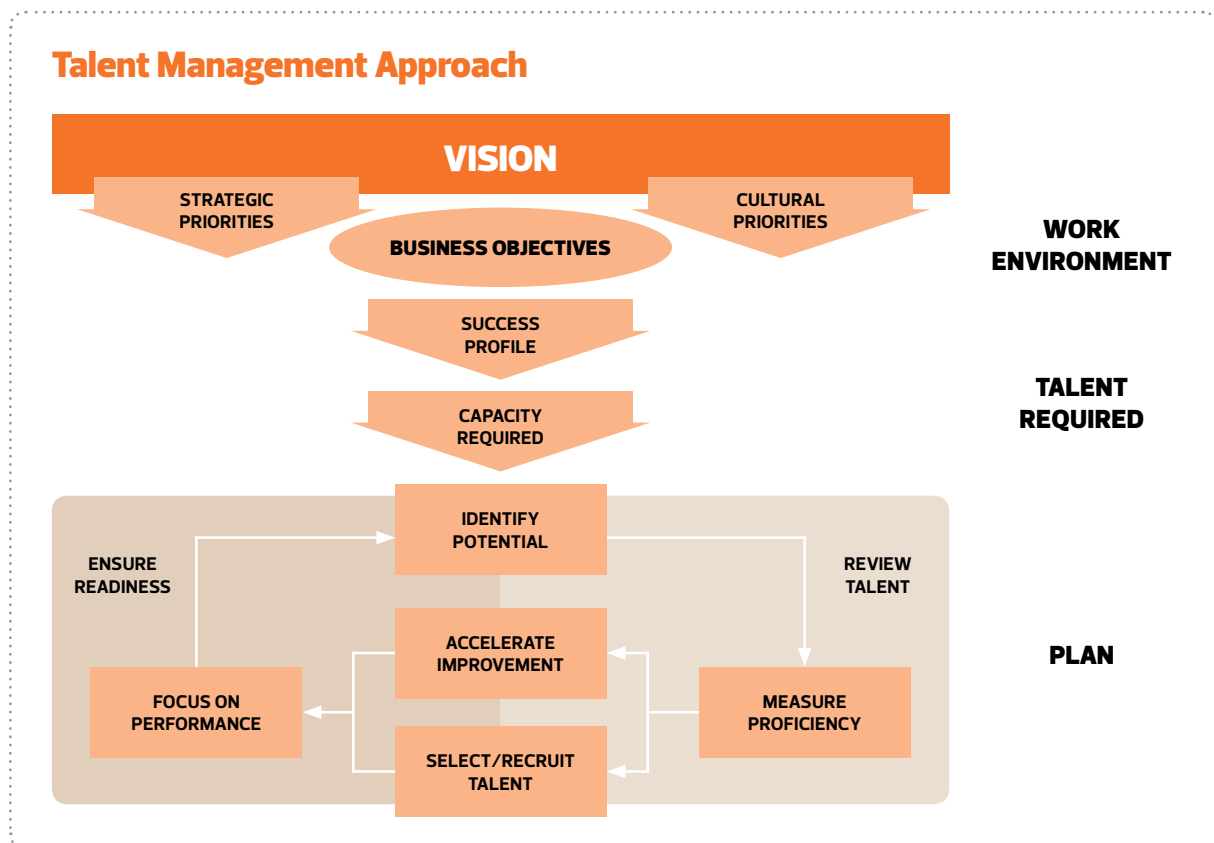 Talent Management Approach
VISION
STRATEGIC
PRIORITIES
CULTURAL
PRIORITIES
BUSINESS OBJECTIVES
WORK
ENVIRONMENT
SUCCESS
PROFILE
CAPACITY
REQUIRED
TALENT
REQUIRED
IDENTIFY
POTENTIAL
ENSURE
READINESS
REVIEW
TALENT
ACCELERATE
IMPROVEMENT
PLAN
FOCUS ON
PERFORMANCE
MEASURE
PROFICIENCY
SELECT/RECRUIT
TALENT